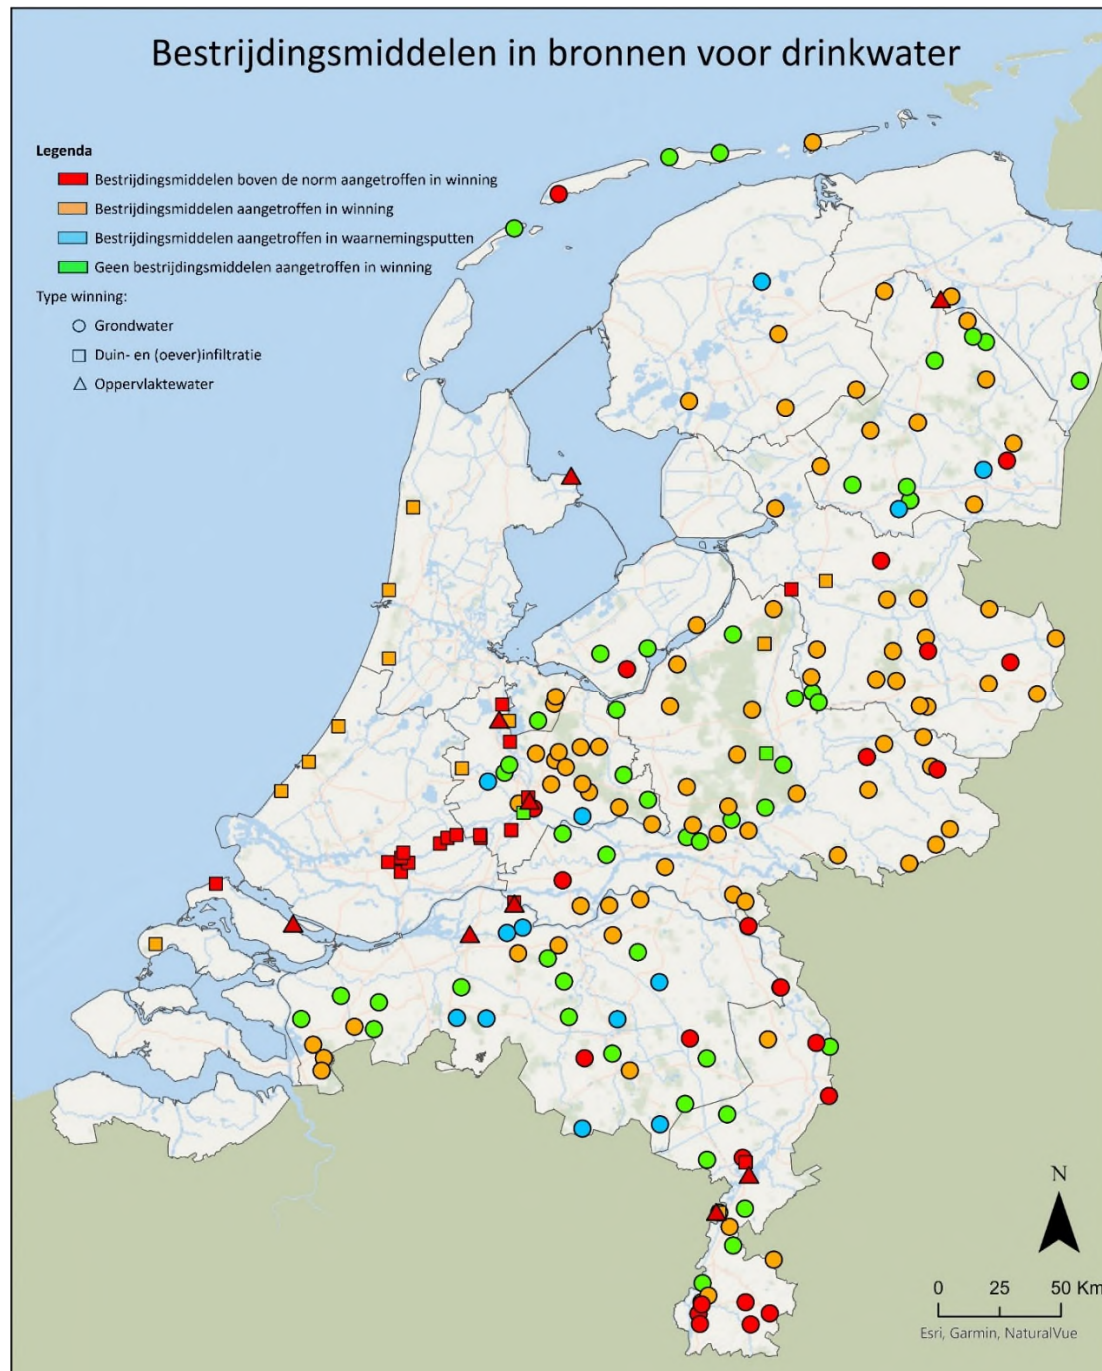 Bestrijdingsmiddelen in bronnen voor drinkwater
Legenda
Bestrijdingsmiddelen boven de norm aangetroffen in winning
Bestrijdingsmiddelen aangetroffen in winning
Bestrijdingsmiddelen aangetroffen in waarnemingsputten
Geen bestrijdingsmiddelen aangetroffen in winning
Type winning:
Grondwater
Duin- en (oever)infiltratie
Oppervlaktewater
N
0 25 50 Km
Esri, Garmin, NaturalVue